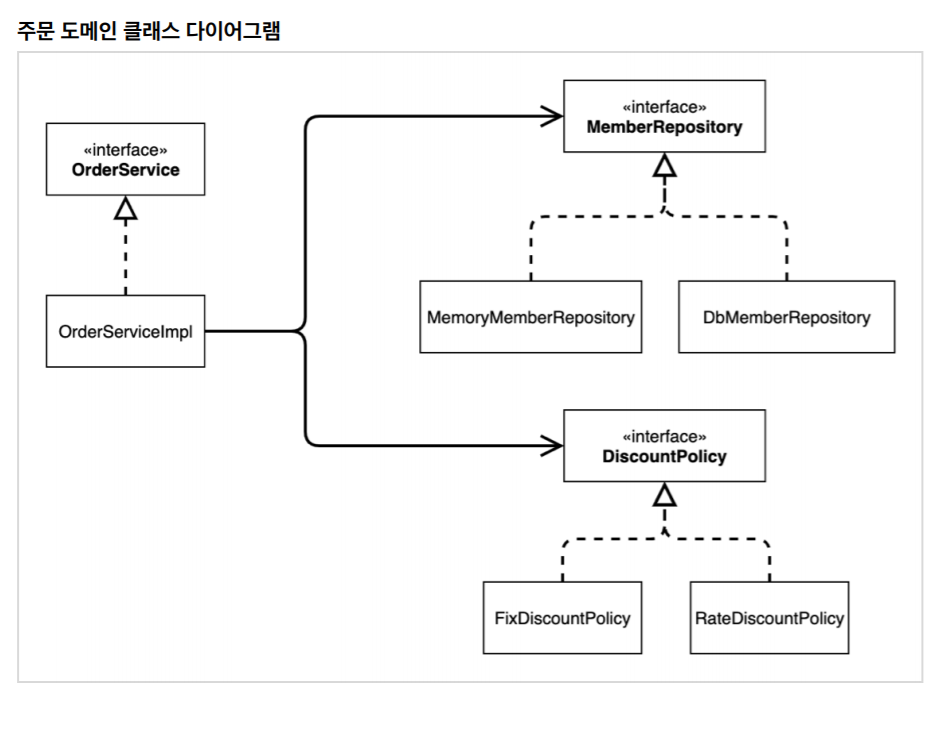 주문 도메인 클래스 다이어그램
«interface»
MemberRepository
«interface»
OrderService
OrderServiceImpl
MemoryMemberRepository
DbMemberRepository
«interface»
DiscountPolicy
FixDiscountPolicy
RateDiscountPolicy